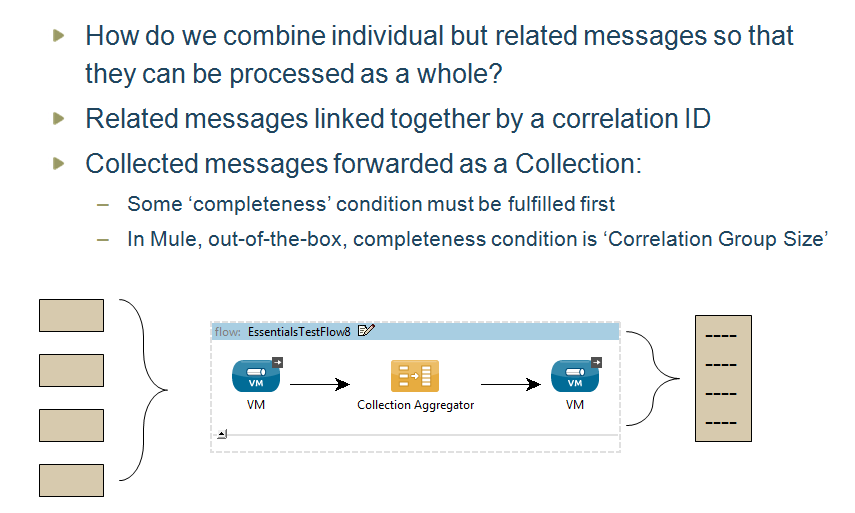 How do we combine individual but related messages so that
they can be processed as a whole?
Related messages linked together by a correlation ID
Collected messages forwarded as a Collection:
– Some ‘completeness’ condition must be fulfilled first
– In Mule, out-of-the-box, completeness condition is ‘Correlation Group Size’
flow: EssentialsTestFlow8
VM
VM
VM
Collection Aggregator
VM